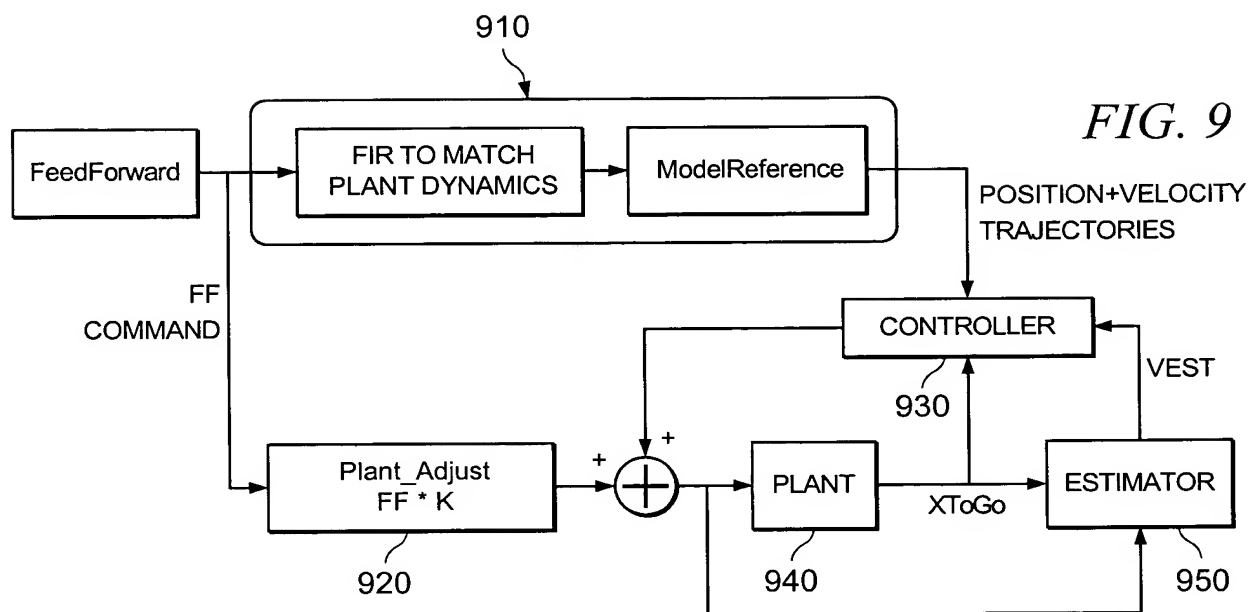 910
FIG. 9
FeedForward
FIR TO MATCH
PLANT DYNAMICS
ModelReference
POSITION+VELOCITY
TRAJECTORIES
FF
COMMAND
CONTROLLER
930
VEST
Plant_Adjust
FF * K
920
+
+
PLANT
940
XToGo
ESTIMATOR
950